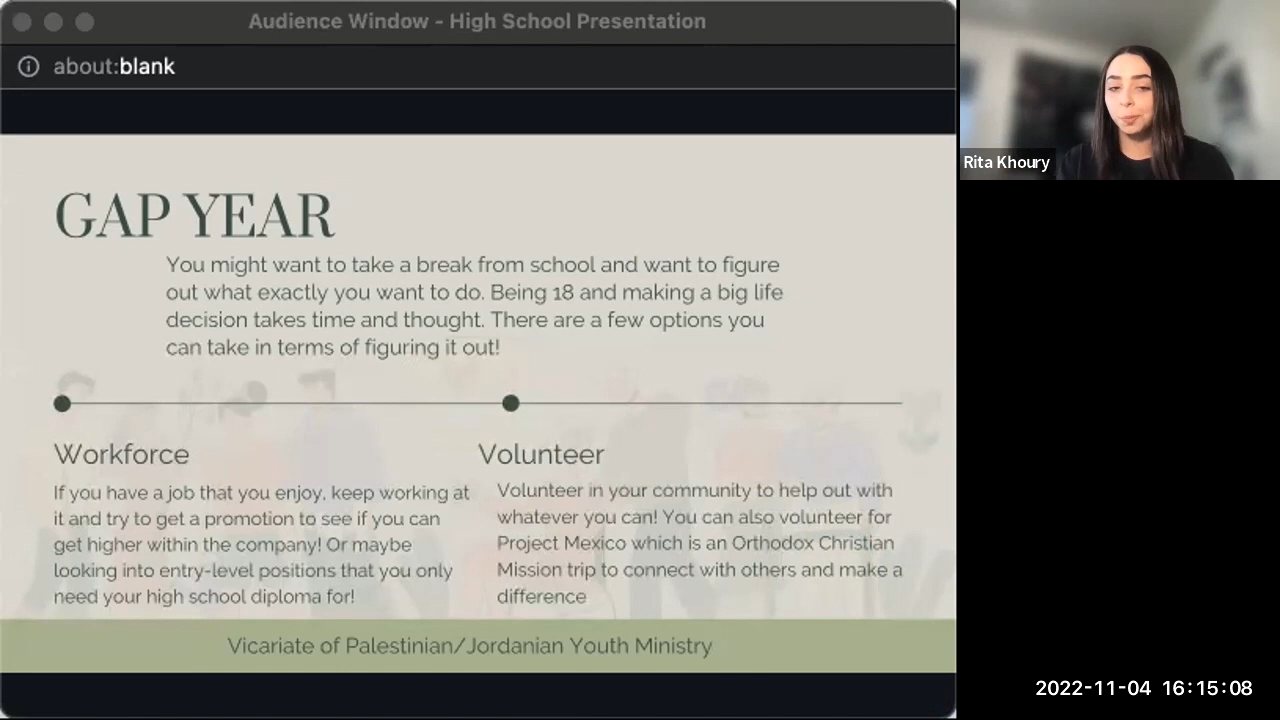 Audience Window - High School Presentation
about:blank
Rita Khoury
GAP YEAR
You might want to take a break from school and want to figure
out what exactly you want to do. Being 18 and making a big life
decision takes time and thought. There are a few options you
can take in terms of figuring it out!
Workforce
If you have a job that you enjoy, keep working at
it and try to get a promotion to see if you can
get higher within the company! Or maybe
looking into entry-level positions that you only
need your high school diploma for!
Volunteer
Volunteer in your community to help out with
whatever you can! You can also volunteer for
Project Mexico which is an Orthodox Christian
Mission trip to connect with others and make a
difference
Vicariate of Palestinian/Jordanian Youth Ministry
2022-11-04 16:15:08